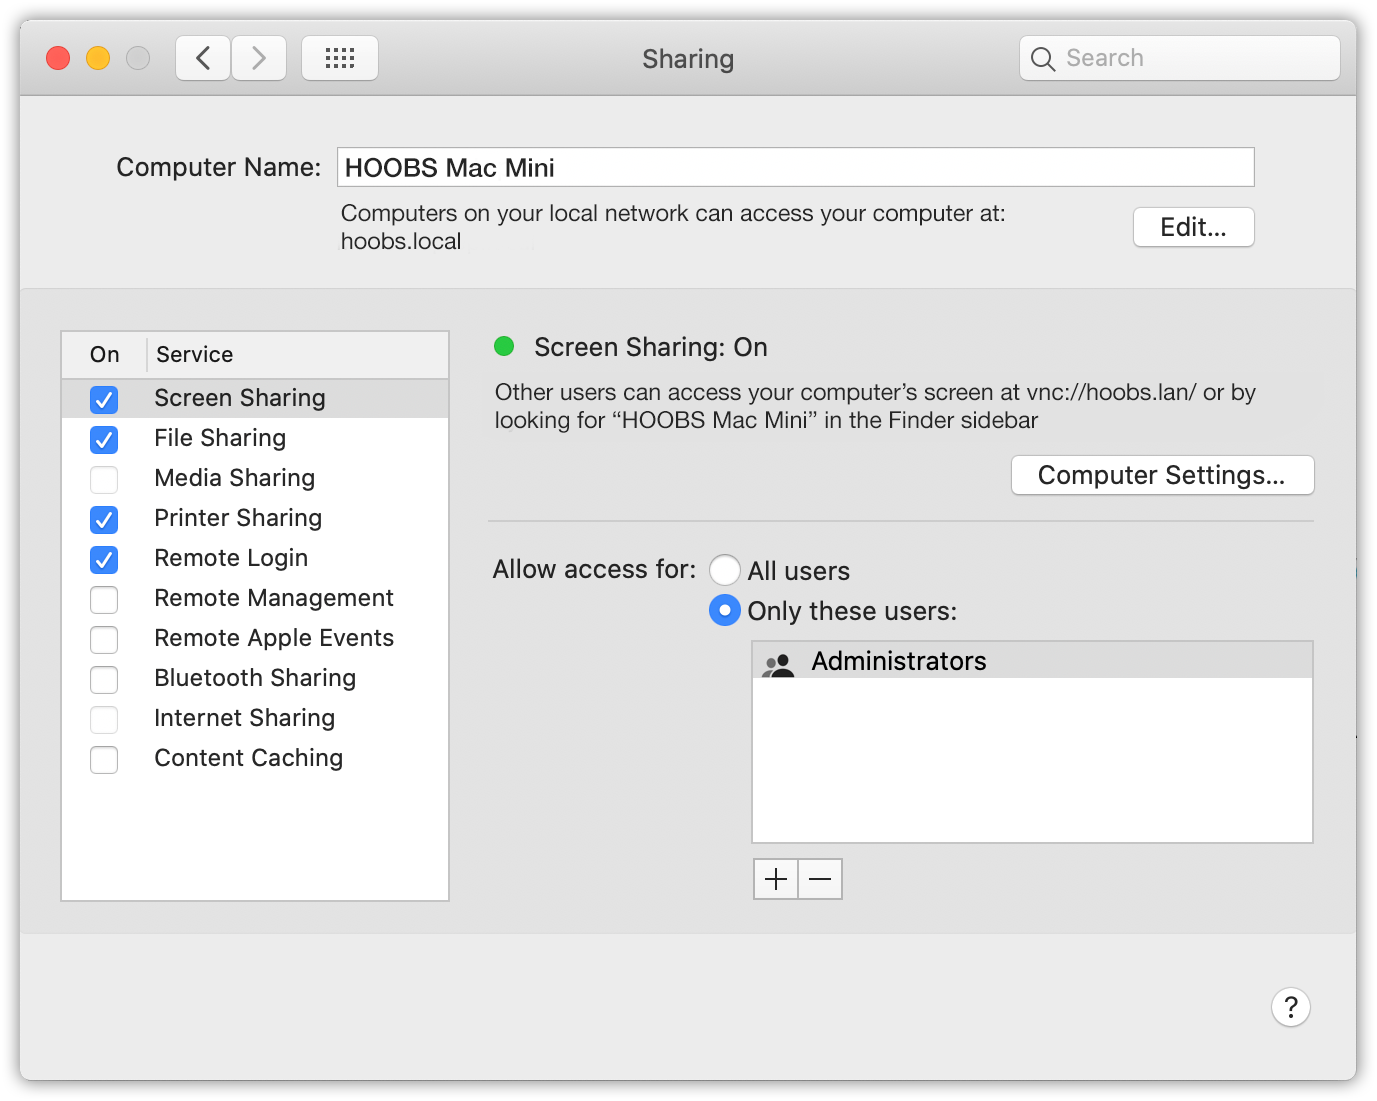 Sharing
Search
Computer Name:
HOOBS Mac Mini
Computers on your local network can access your computer at:
hoobs.local
Edit...
On
Service
Screen Sharing
File Sharing
Media Sharing
Printer Sharing
Remote Login
Remote Management
Remote Apple Events
Bluetooth Sharing
Internet Sharing
Content Caching
Screen Sharing: On
Other users can access your computer’s screen at vnc://hoobs.lan/ or by
looking for “HOOBS Mac Mini” in the Finder sidebar
Computer Settings...
Allow access for:
All users
Only these users:
Administrators
?